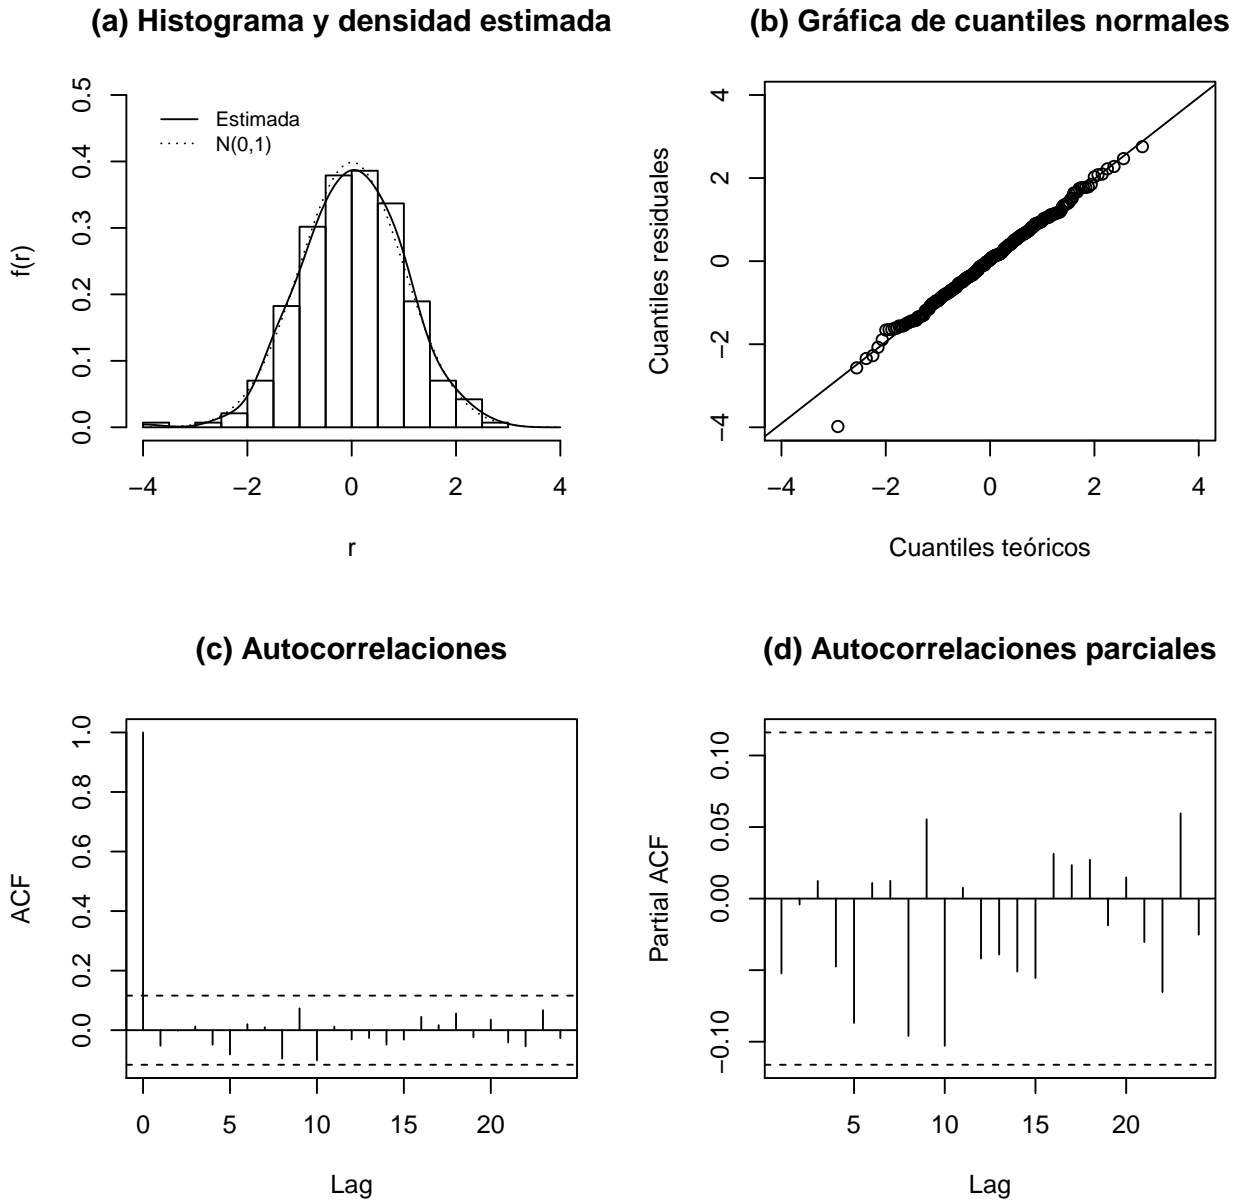 (a) Histograma y densidad estimada
f(r)
0.0 0.1 0.2 0.3 0.4 0.5
Estimada
N(0,1)
−4 −2 0 2 4
r
(b) Gráfica de cuantiles normales
Cuantiles residuales
−4 −2 0 2 4
−4 −2 0 2 4
Cuantiles teóricos
(c) Autocorrelaciones
ACF
0.0 0.2 0.4 0.6 0.8 1.0
0 5 10 15 20
Lag
(d) Autocorrelaciones parciales
Partial ACF
−0.10 0.00 0.05 0.10
5 10 15 20
Lag